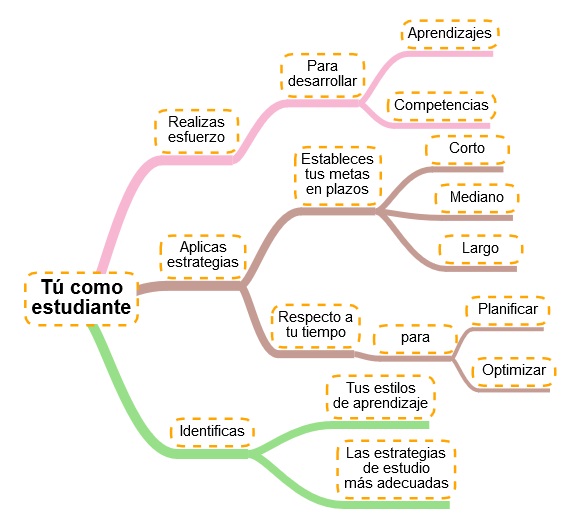 Tú como
estudiante
Realizas
esfuerzo
Para
desarrollar
Aprendizajes
Competencias
Aplicas
estrategias
Estableces
tus metas
en plazos
Corto
Mediano
Largo
Respecto a
tu tiempo
para
Planificar
Optimizar
Identificas
Tus estilos
de aprendizaje
Las estrategias
de estudio
más adecuadas